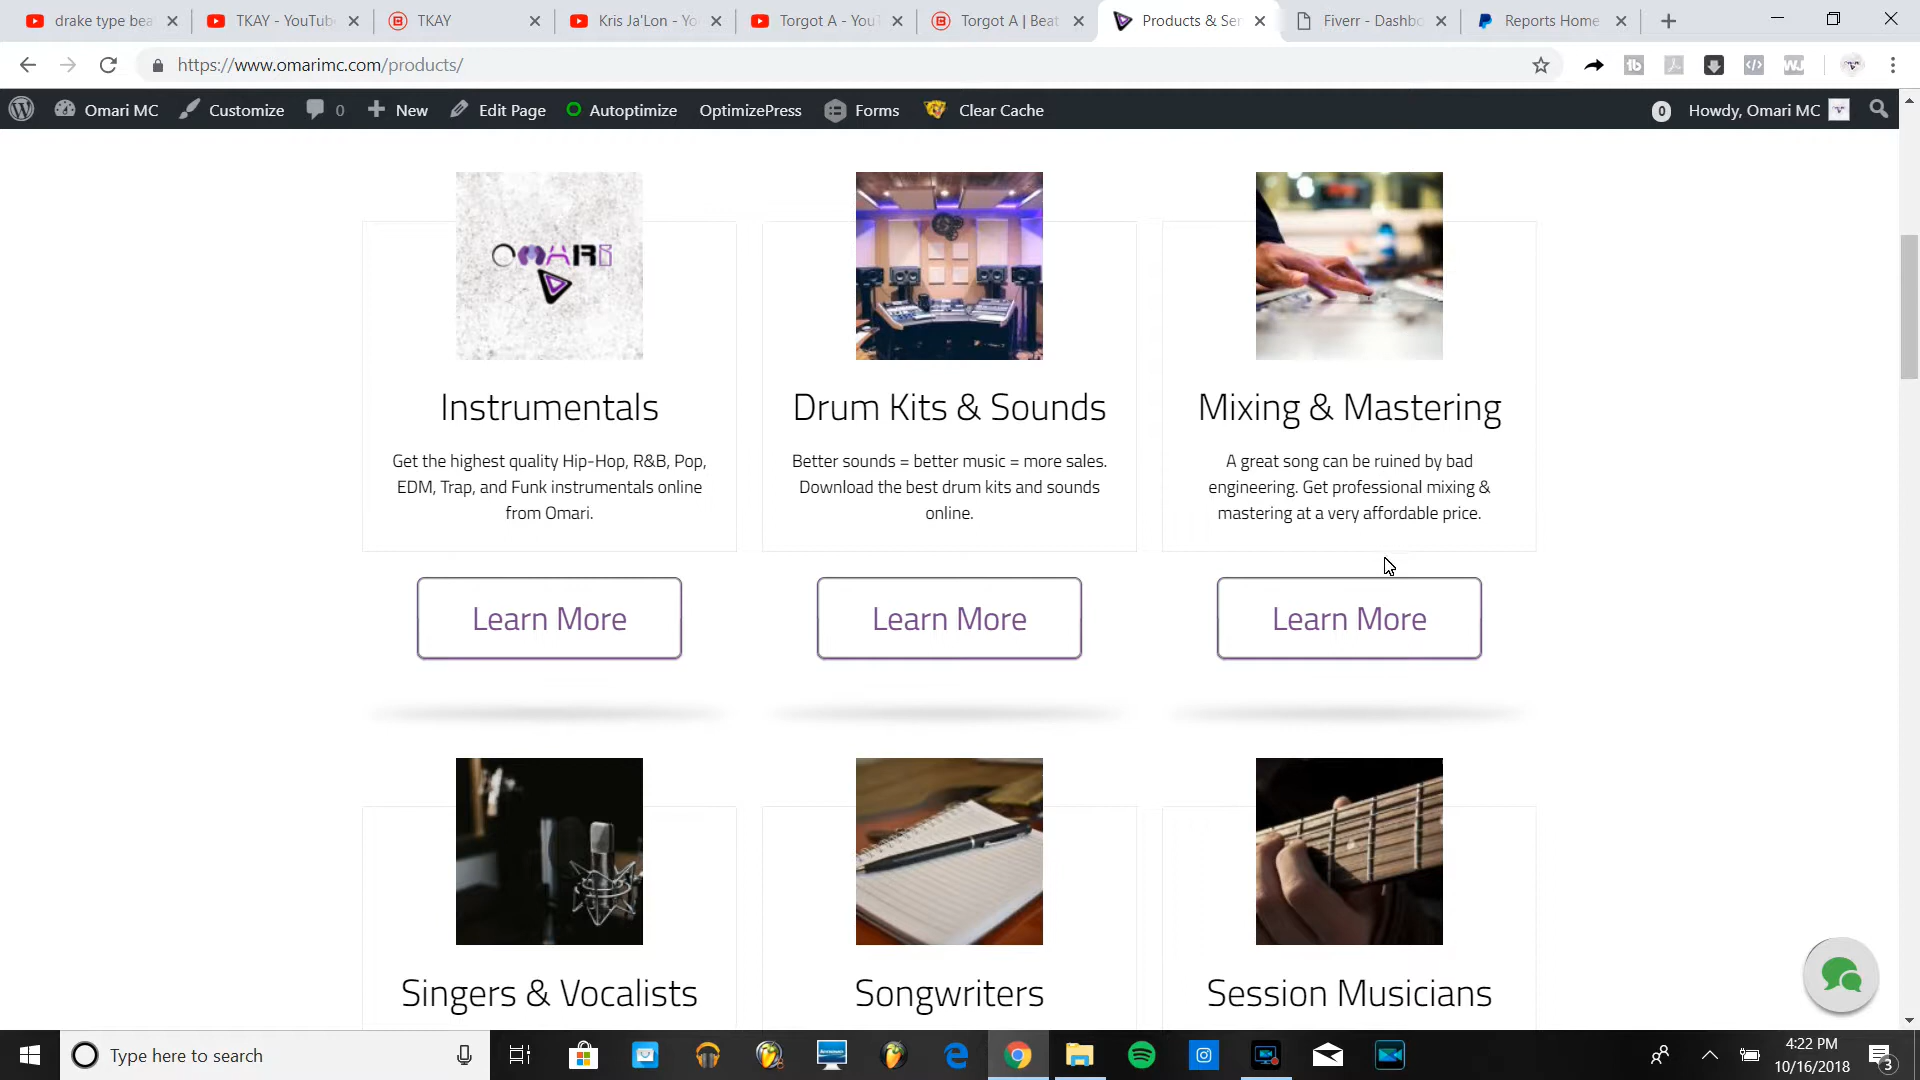 drake type bea
TKAY - YouTub
TKAY
Kris Ja'Lon - Yo
Torgot A - You
Torgot A | Beat
Products & Ser
Fiverr - Dashbo
Reports Home
https://www.omarimc.com/products/
Omari MC
Customize
0
New
Edit Page
Autoptimize
OptimizePress
Forms
Clear Cache
0
Howdy, Omari MC
OMARI
Instrumentals
Get the highest quality Hip-Hop, R&B, Pop,
EDM, Trap, and Funk instrumentals online
from Omari.
Learn More
Drum Kits & Sounds
Better sounds = better music = more sales.
Download the best drum kits and sounds
online.
Learn More
Mixing & Mastering
A great song can be ruined by bad
engineering. Get professional mixing &
mastering at a very affordable price.
Learn More
Singers & Vocalists
Songwriters
Session Musicians
Type here to search
4:22 PM
10/16/2018
3